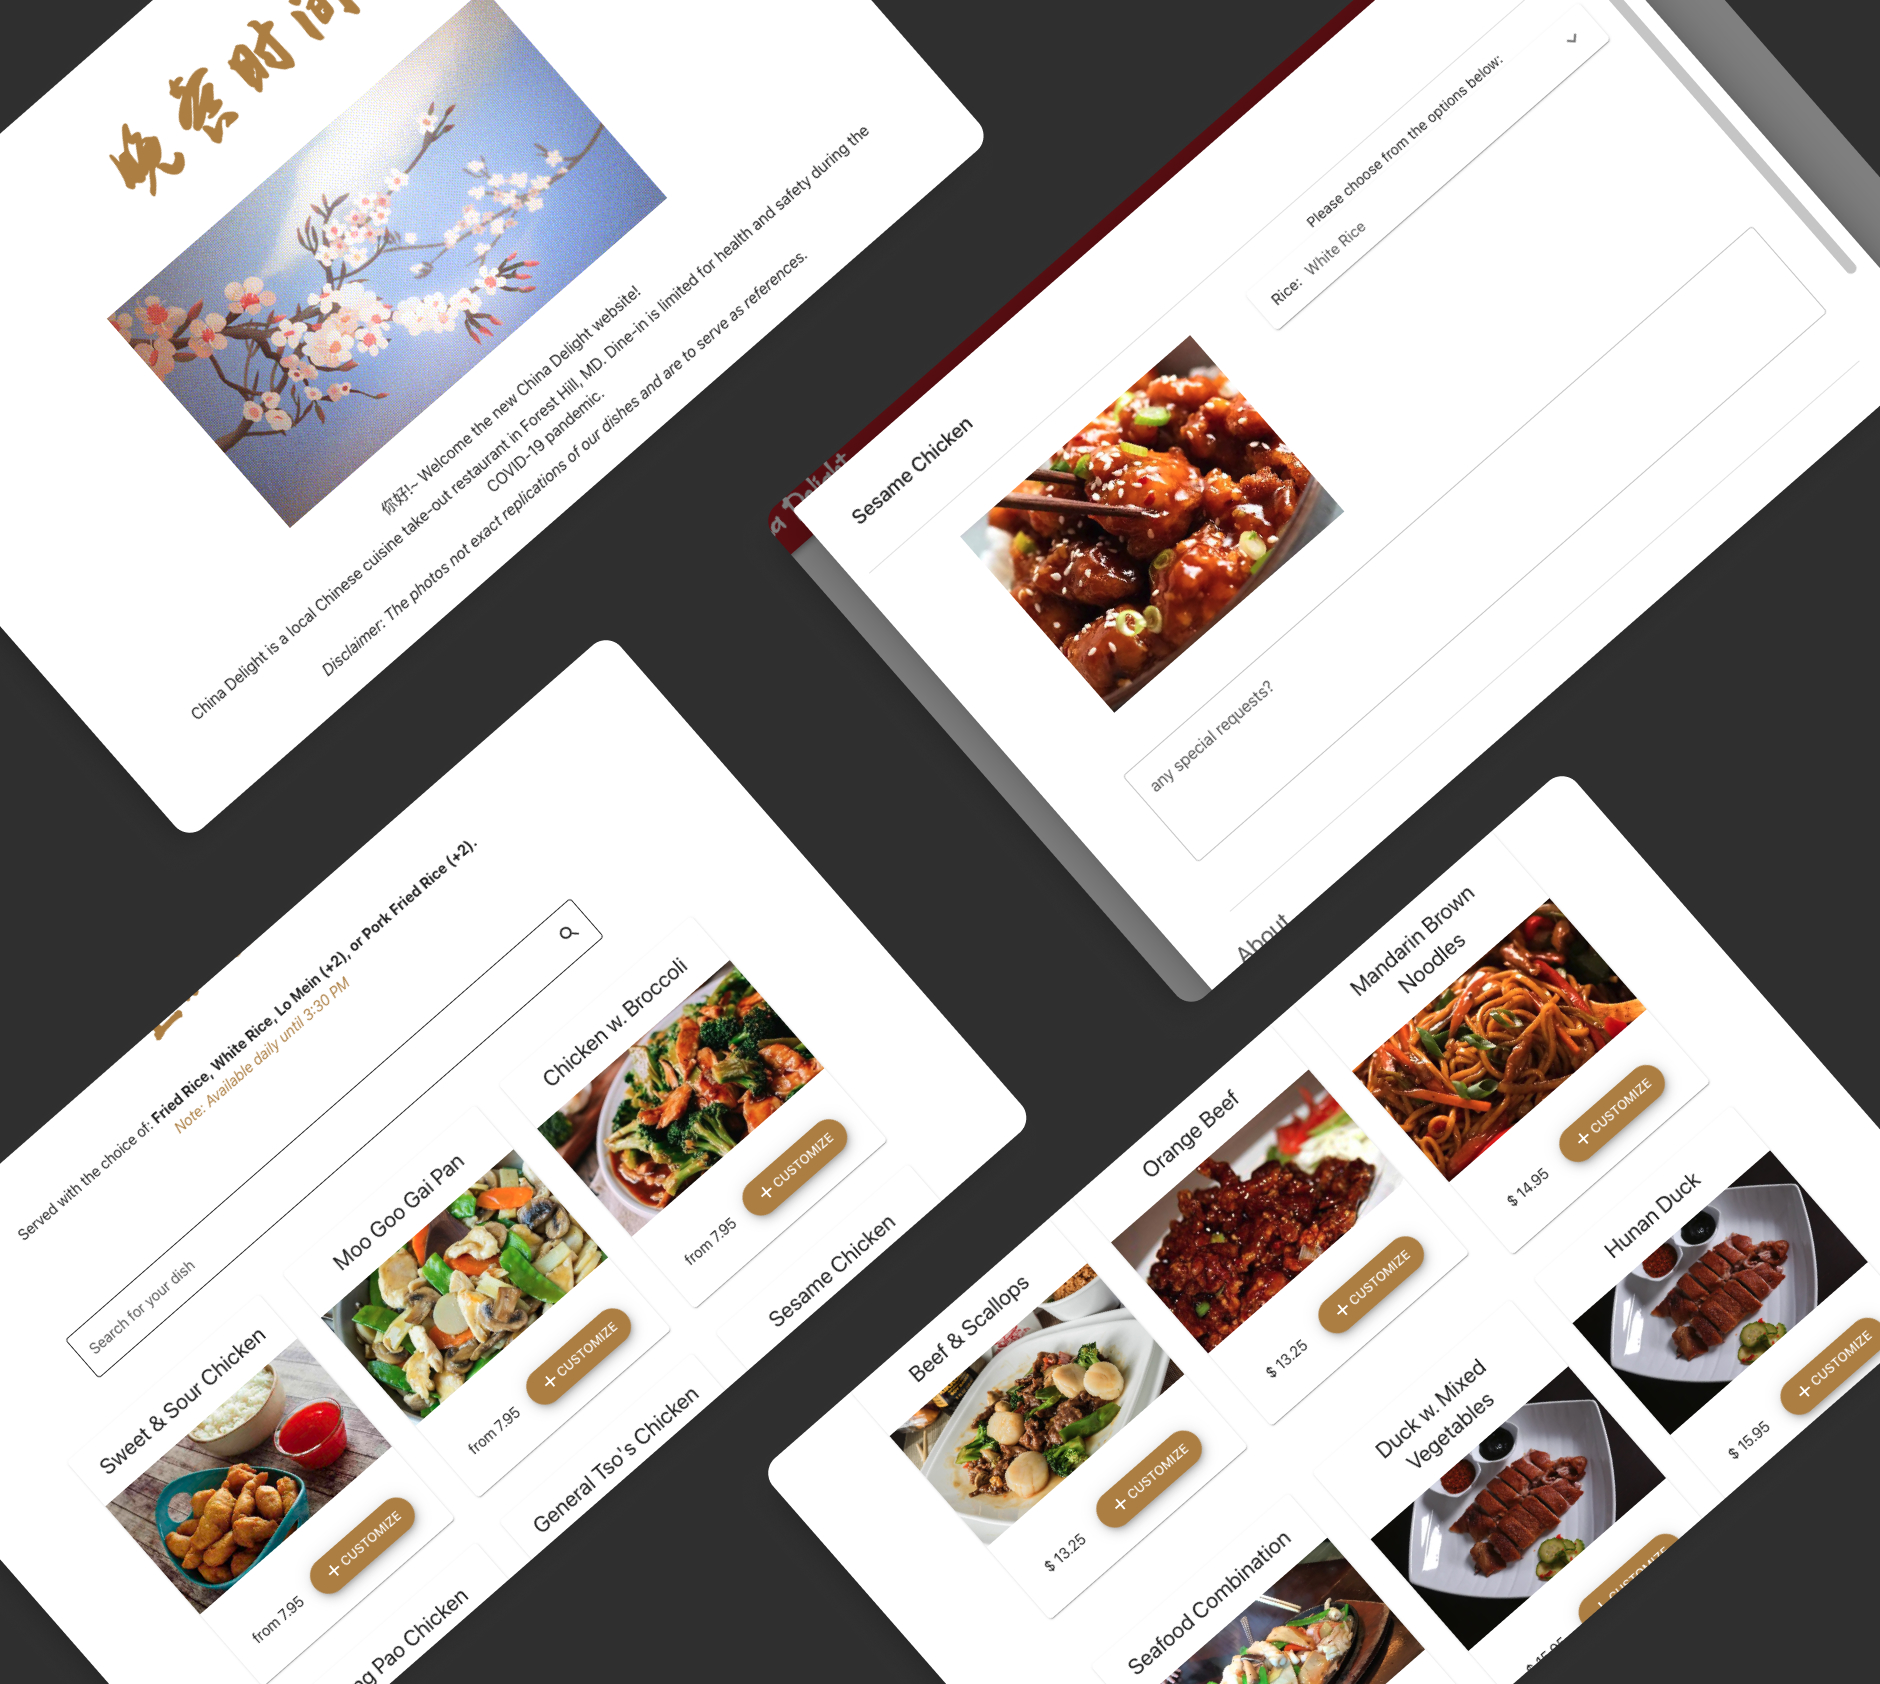 晚餐时间
你好!~ Welcome the new China Delight website!
China Delight is a local Chinese cuisine take-out restaurant in Forest Hill, MD. Dine-in is limited for health and safety during the
COVID-19 pandemic.
Disclaimer: The photos not exact replications of our dishes and are to serve as references.
a Delight
Sesame Chicken
Please choose from the options below:
Rice: White Rice
any special requests?
About
Served with the choice of: Fried Rice, White Rice, Lo Mein (+2), or Pork Fried Rice (+2).
Note: Available daily until 3:30 PM
Search for your dish
Sweet & Sour Chicken
from 7.95
+ CUSTOMIZE
Moo Goo Gai Pan
from 7.95
+ CUSTOMIZE
Chicken w. Broccoli
from 7.95
+ CUSTOMIZE
ng Pao Chicken
General Tso's Chicken
Sesame Chicken
Beef & Scallops
$ 13.25
+ CUSTOMIZE
Orange Beef
$ 13.25
+ CUSTOMIZE
Mandarin Brown
Noodles
$ 14.95
+ CUSTOMIZE
Seafood Combination
Duck w. Mixed
Vegetables
$ 15.95
+ CUSTOMIZE
Hunan Duck
$ 15.95
+ CUSTOMIZE